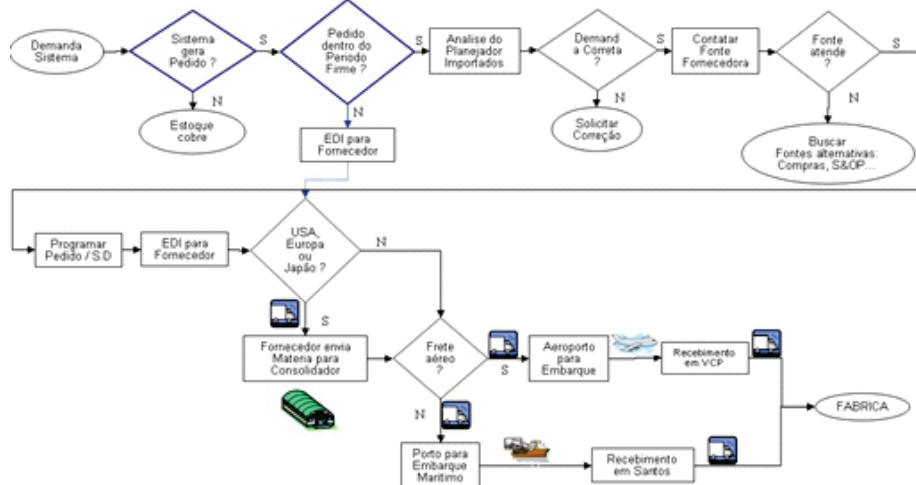 Demanda
Sistema
Sistema
gera
Pedido ?
S
N
Estoque
cobre
Pedido
dentro do
Periodo
Firme ?
S
N
EDI para
Fornecedor
Analise do
Planejador
Importados
Demand
a Correta
?
S
N
Solicitar
Correção
Contatar
Fonte
Fornecedora
Fonte
atende
?
S
N
Buscar
Fontes alternativas:
Compras, S&OP...
Programar
Pedido / S.D
EDI para
Fornecedor
USA,
Europa
ou
Japão ?
N
S
Fornecedor envia
Materia para
Consolidador
Frete
aéreo
?
S
N
Aeroporto
para
Embarque
Recebimento
em VCP
FABRICA
Porto para
Embarque
Maritimo
Recebimento
em Santos